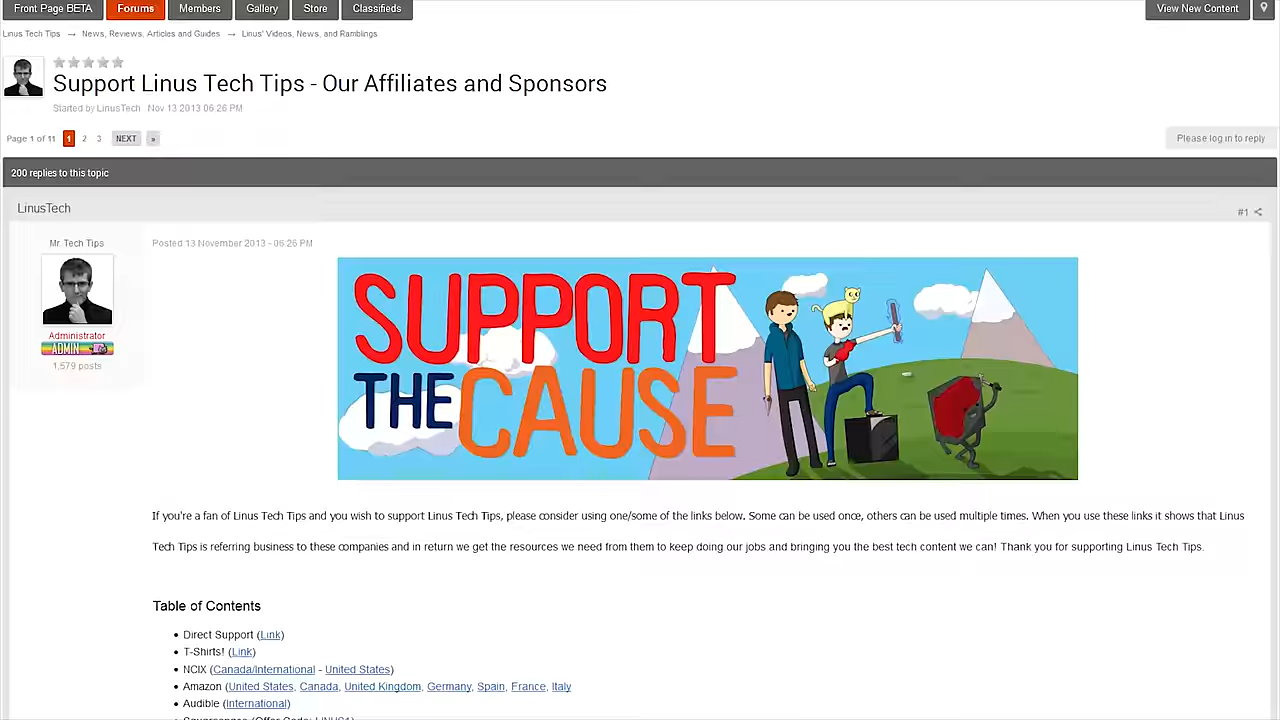 Front Page BETA Forums Members Gallery Store Classifieds View New Content
Linus Tech Tips → News, Reviews, Articles and Guides → Linus' Videos, News, and Ramblings
Support Linus Tech Tips - Our Affiliates and Sponsors
Started by LinusTech Nov 13 2013 06:26 PM
Page 1 of 11 1 2 3 NEXT » Please log in to reply
200 replies to this topic
LinusTech
#1
Mr. Tech Tips
Posted 13 November 2013 - 06:26 PM
SUPPORT
THE CAUSE
Administrator
ADMIN
1,579 posts
If you're a fan of Linus Tech Tips and you wish to support Linus Tech Tips, please consider using one/some of the links below. Some can be used once, others can be used multiple times. When you use these links it shows that Linus
Tech Tips is referring business to these companies and in return we get the resources we need from them to keep doing our jobs and bringing you the best tech content we can! Thank you for supporting Linus Tech Tips.
Table of Contents
• Direct Support (Link)
• T-Shirts! (Link)
• NCIX (Canada/International - United States)
• Amazon (United States, Canada, United Kingdom, Germany, Spain, France, Italy
• Audible (International)